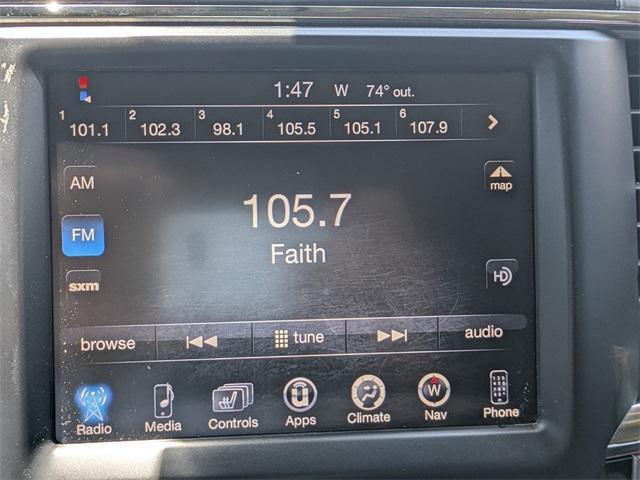 1:47 W 74° out.
1 101.1 2 102.3 3 98.1 4 105.5 5 105.1 6 107.9
AM
map
105.7
FM
Faith
sxm
HD
browse tune audio
Radio Media Controls Apps Climate W Nav Phone